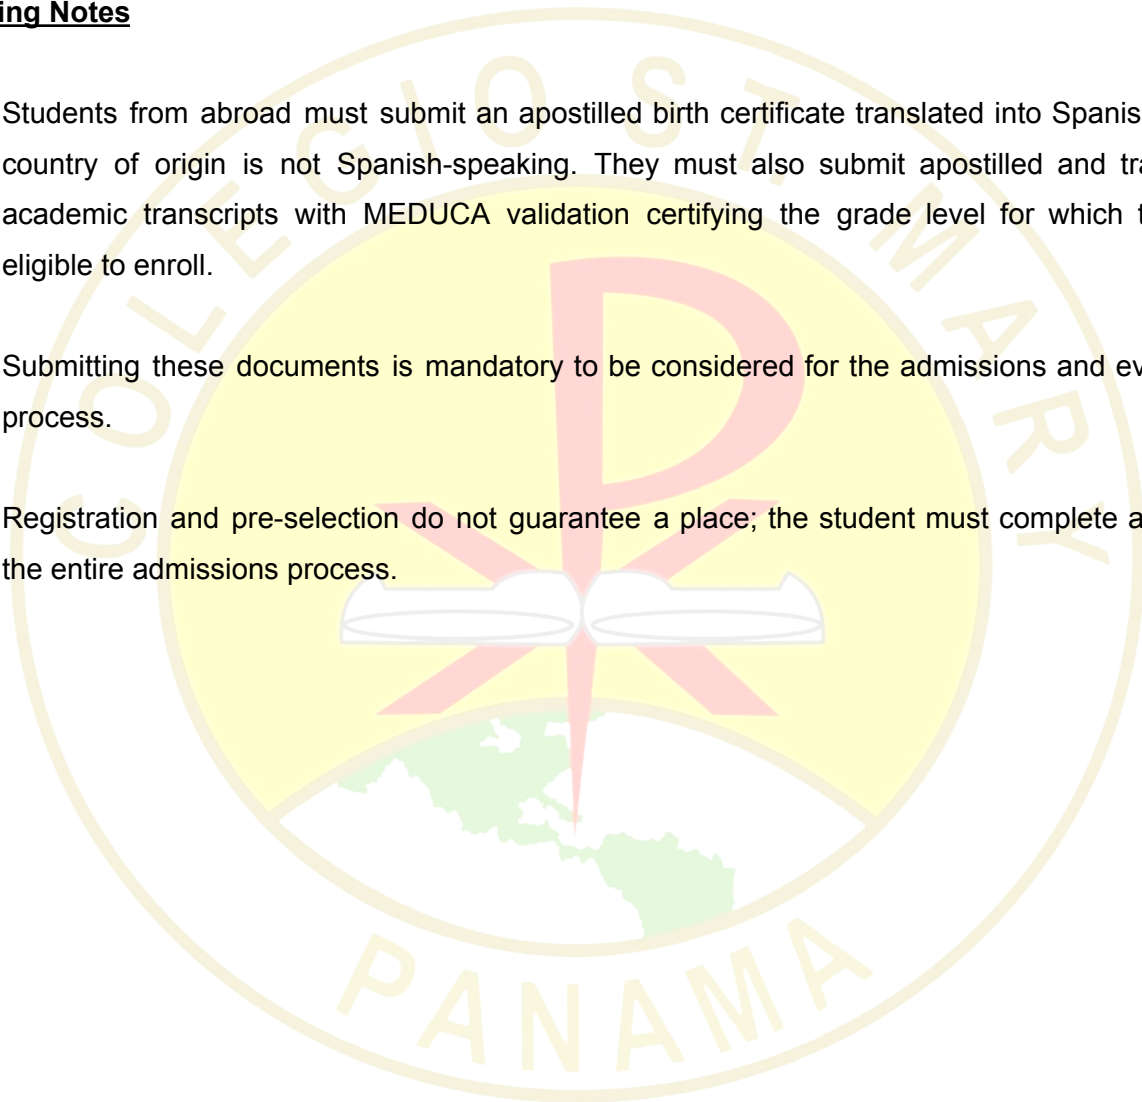 ing Notes
Students from abroad must submit an apostilled birth certificate translated into Spanis
country of origin is not Spanish-speaking. They must also submit apostilled and tra
academic transcripts with MEDUCA validation certifying the grade level for which t
eligible to enroll.
Submitting these documents is mandatory to be considered for the admissions and ev
process.
Registration and pre-selection do not guarantee a place; the student must complete a
the entire admissions process.
COLEGIO ST MARY
PANAMA